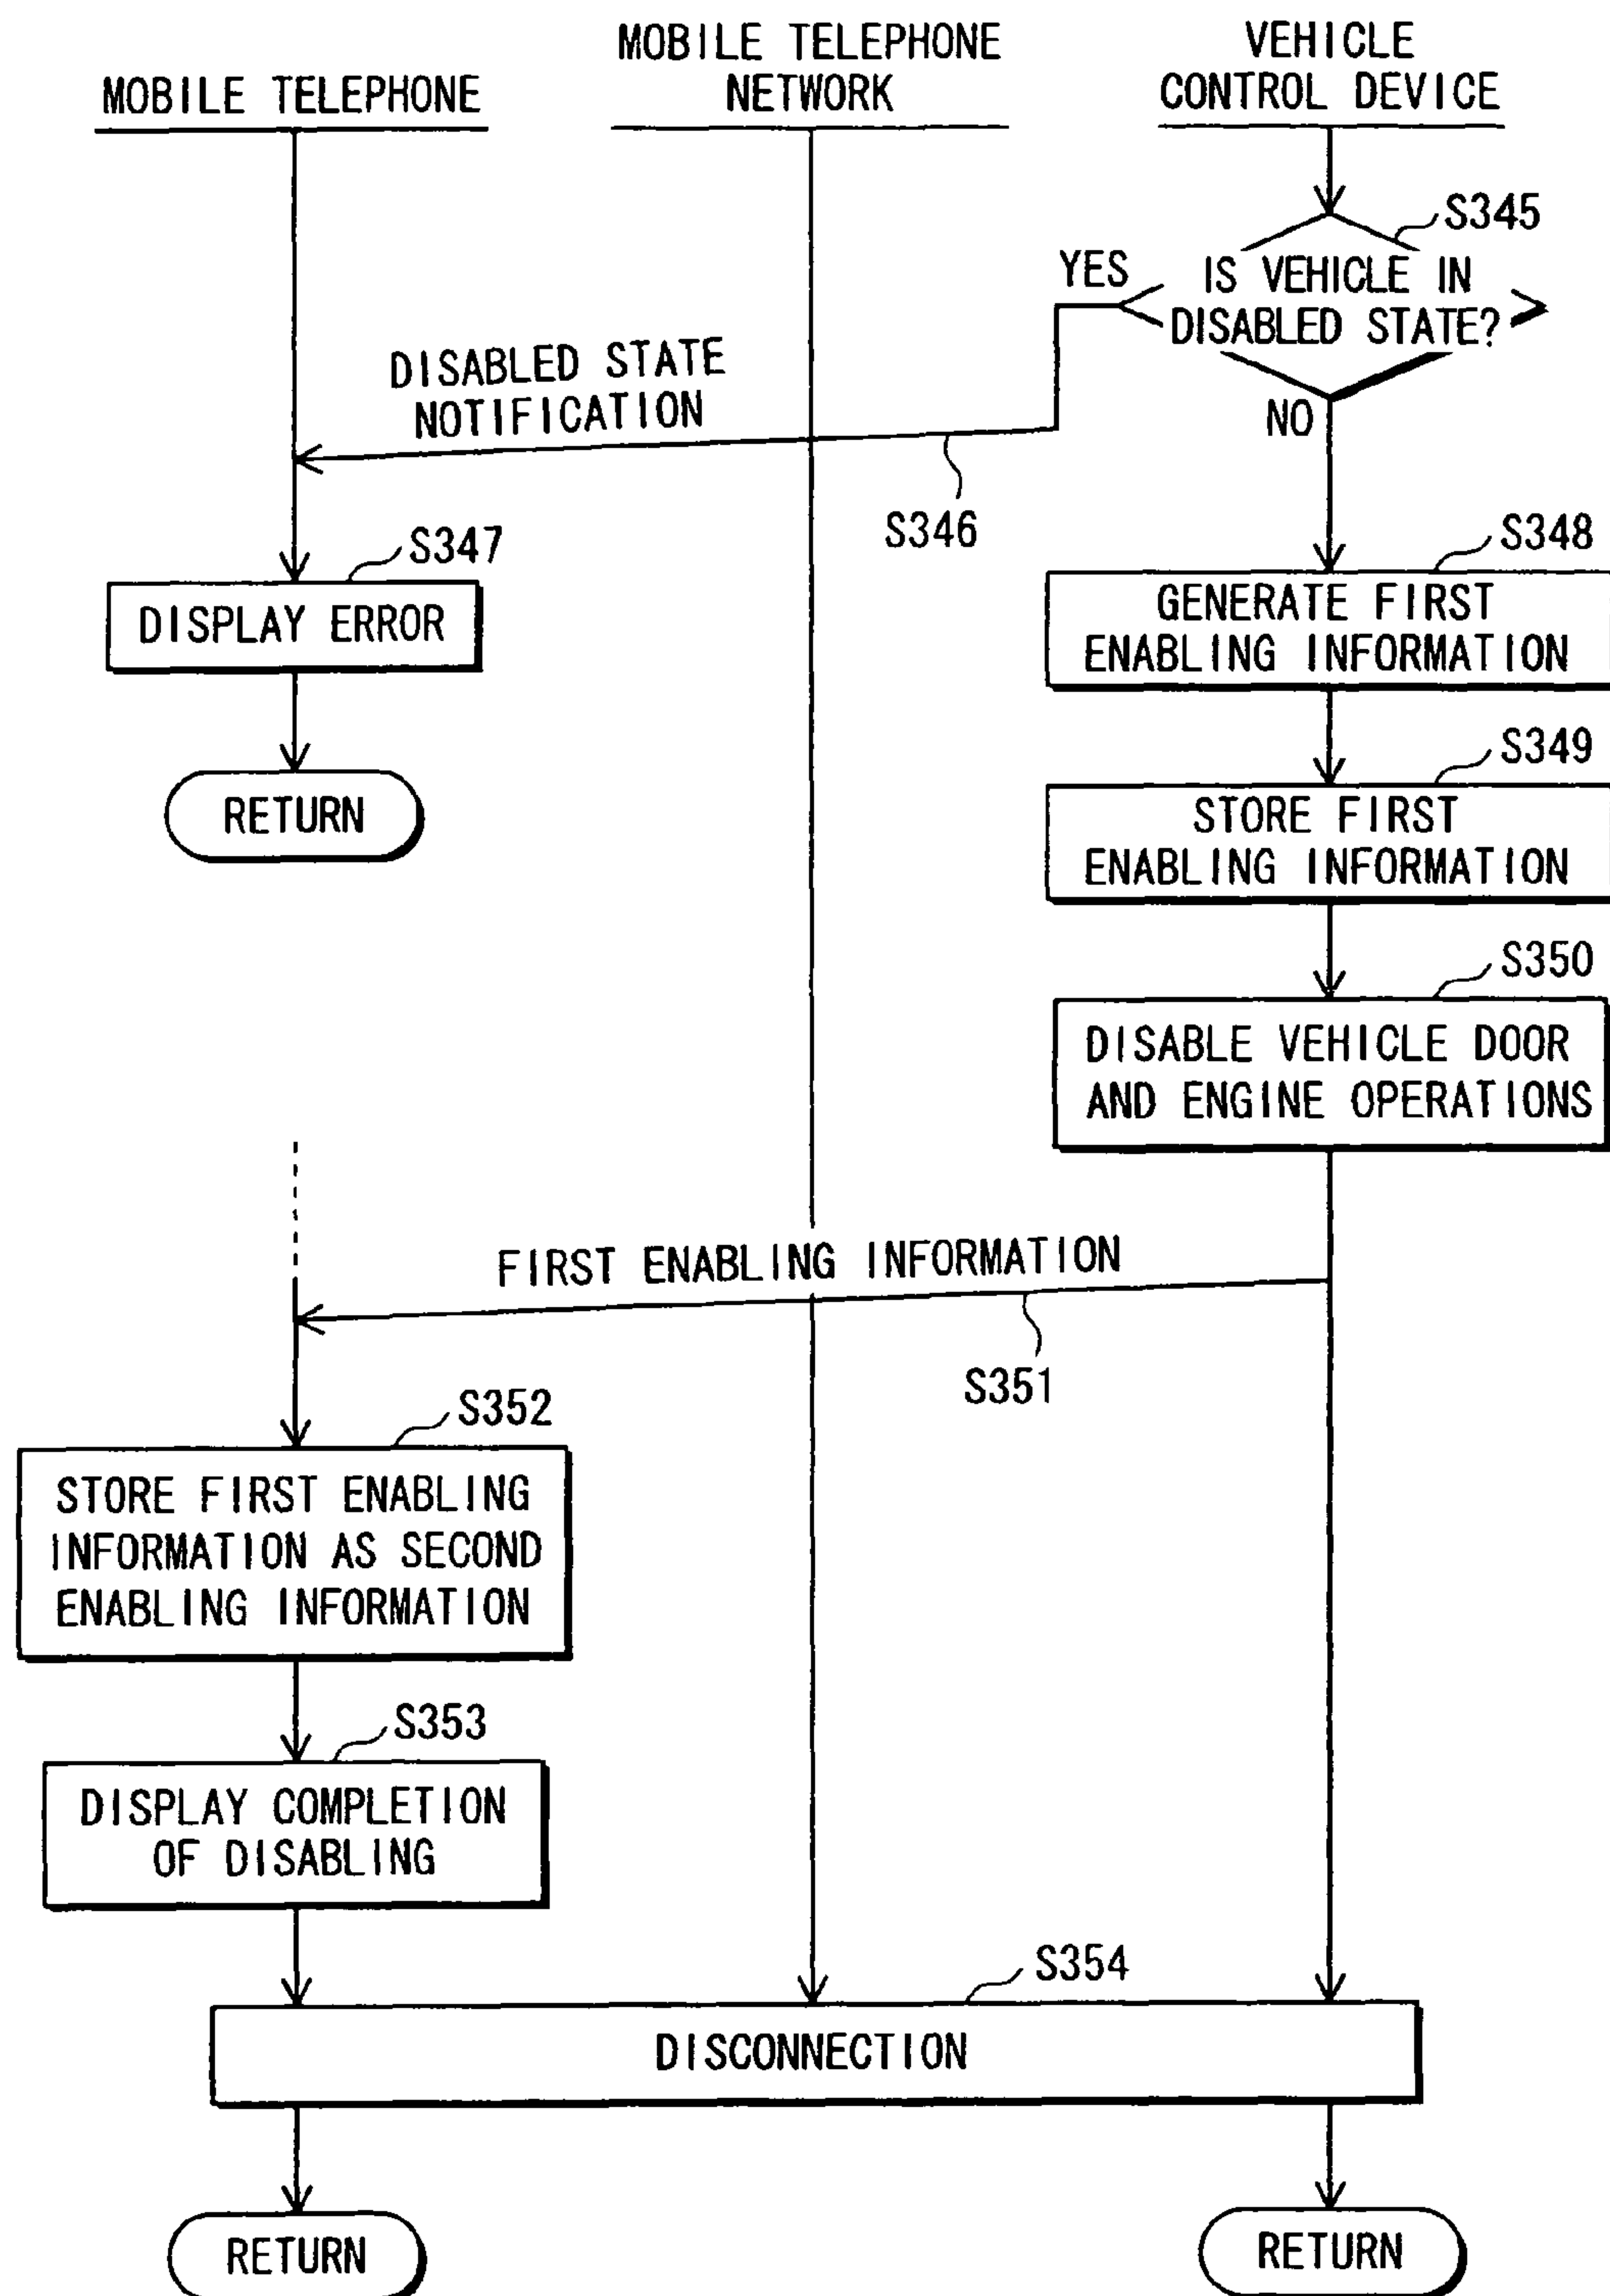 MOBILE TELEPHONE
MOBILE TELEPHONE
NETWORK
VEHICLE
CONTROL DEVICE
S345
YES
IS VEHICLE IN
DISABLED STATE?
DISABLED STATE
NOTIFICATION
NO
S346
S347
DISPLAY ERROR
RETURN
S348
GENERATE FIRST
ENABLING INFORMATION
S349
STORE FIRST
ENABLING INFORMATION
S350
DISABLE VEHICLE DOOR
AND ENGINE OPERATIONS
FIRST ENABLING INFORMATION
S351
S352
STORE FIRST ENABLING
INFORMATION AS SECOND
ENABLING INFORMATION
S353
DISPLAY COMPLETION
OF DISABLING
S354
DISCONNECTION
RETURN
RETURN